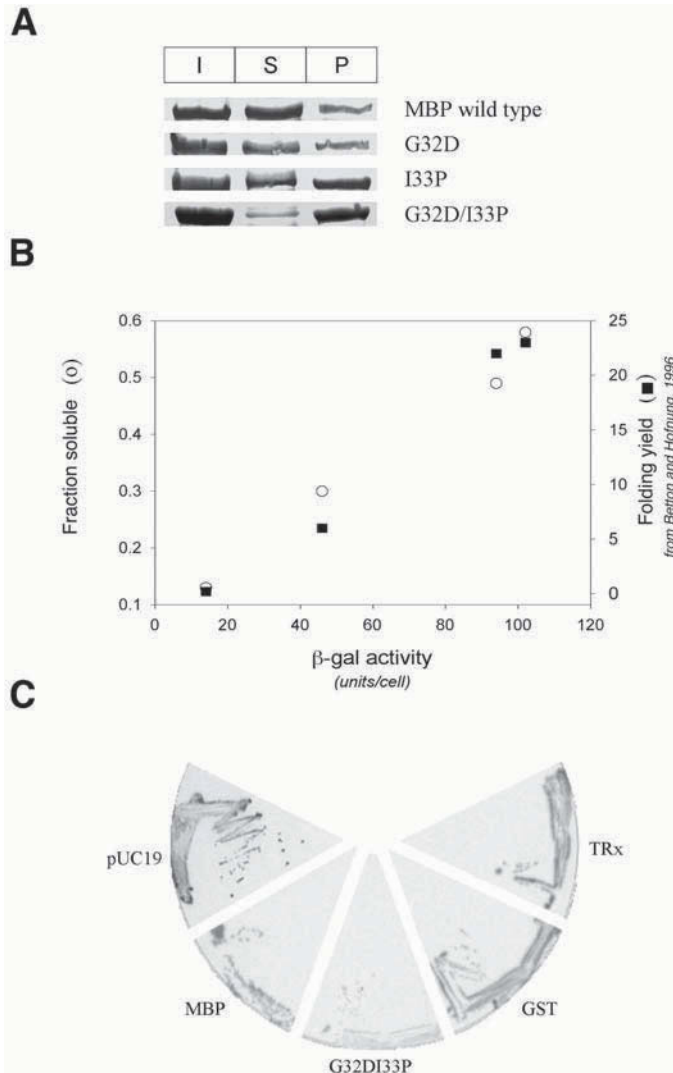 A
I S P
MBP wild type
G32D
I33P
G32D/I33P
B
0.6
0.5
0.4
0.3
0.2
0.1
Fraction soluble (o)
25
20
15
10
5
0
Folding yield (■)
from Betton and Hofnung, 1996
0 20 40 60 80 100 120
β-gal activity
(units/cell)
C
pUC19
TRx
MBP
GST
G32DI33P